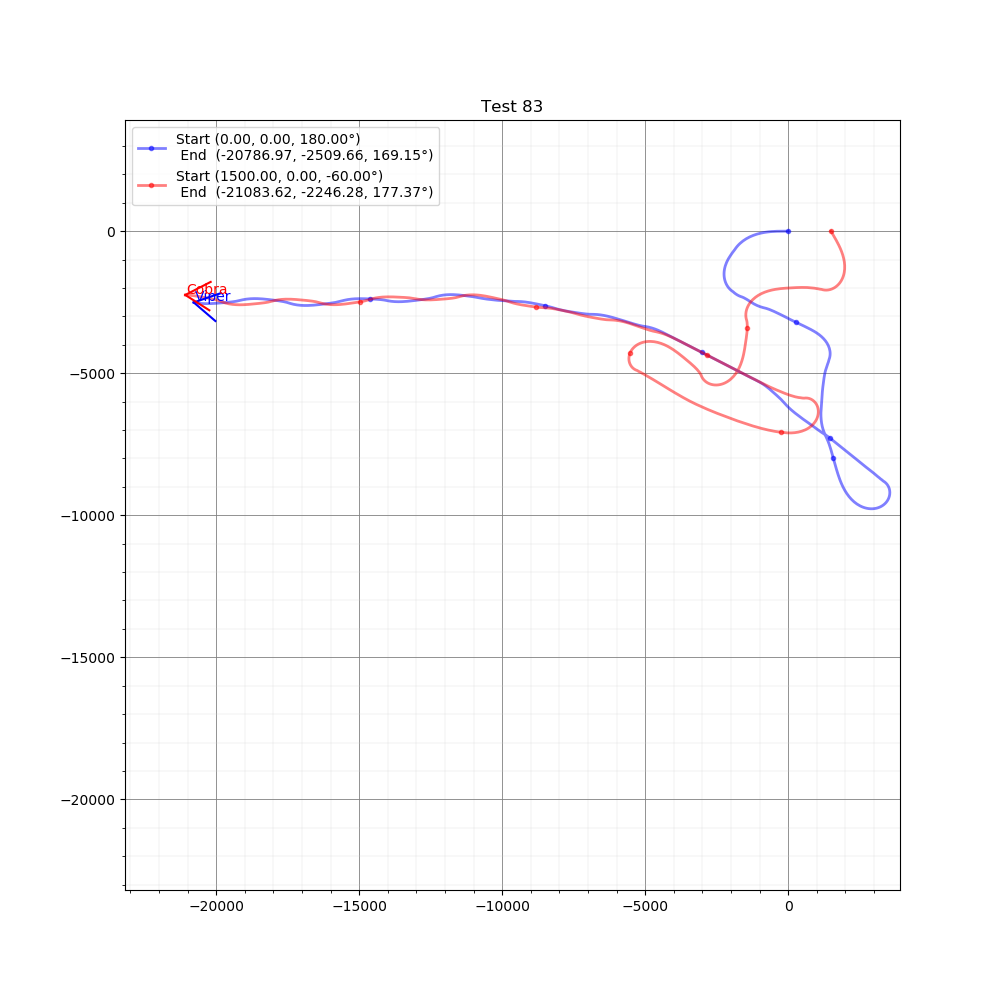 Test 83
Start (0.00, 0.00, 180.00°)
End  (-20786.97, -2509.66, 169.15°)
Start (1500.00, 0.00, -60.00°)
End  (-21083.62, -2246.28, 177.37°)
0
Cobra
Viper
−5000
−10000
−15000
−20000
−20000
−15000
−10000
−5000
0